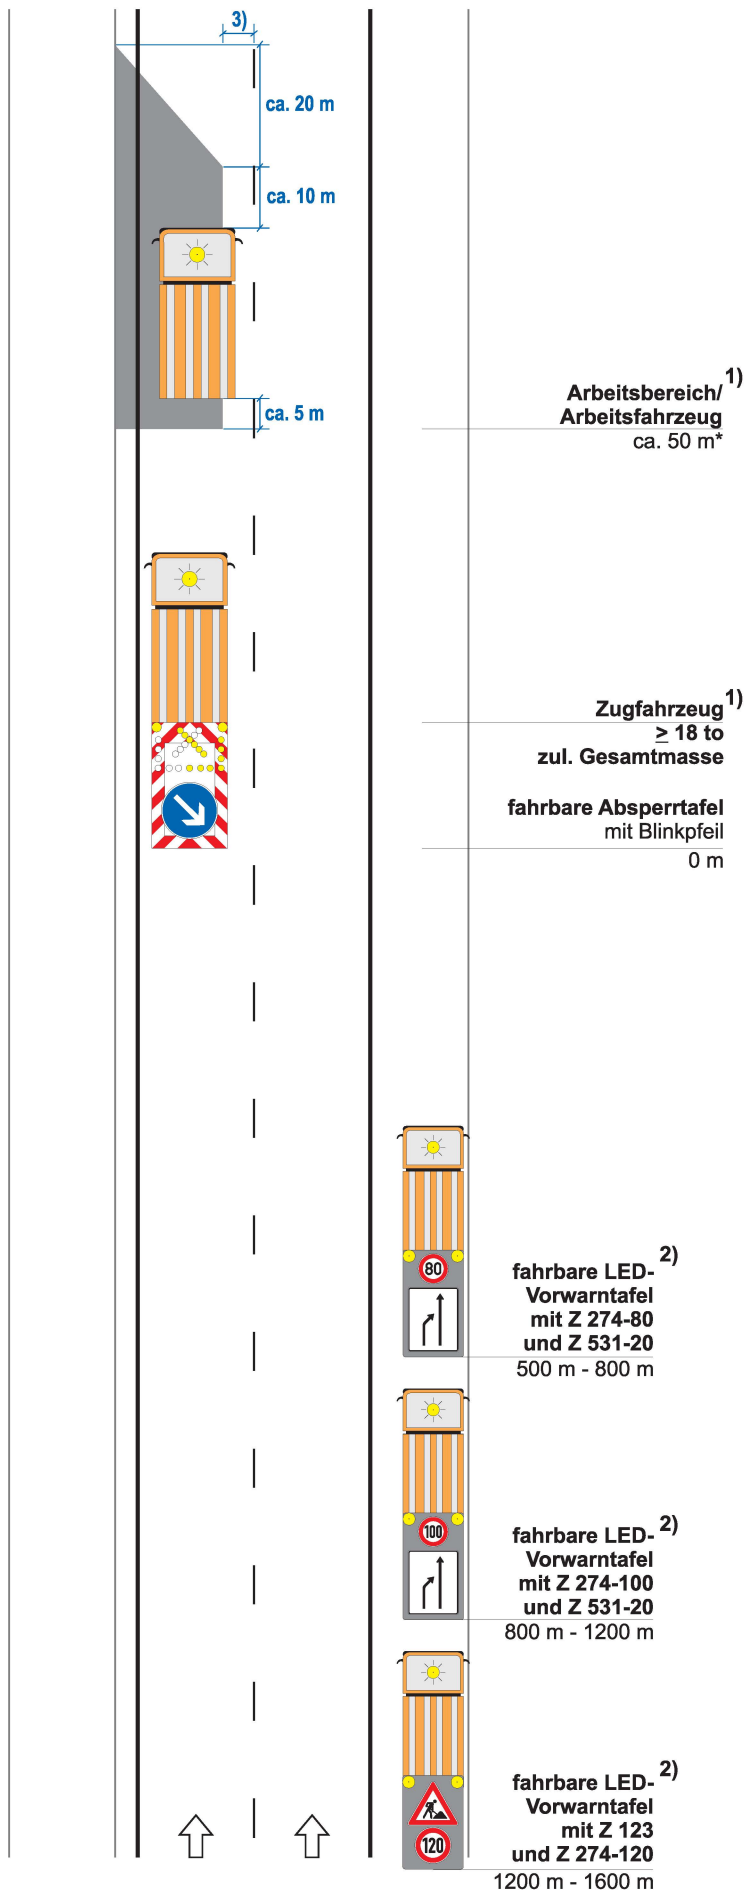 3)
ca. 20 m
ca. 10 m
1)
Arbeitsbereich/
Arbeitsfahrzeug
ca. 5 m
ca. 50 m*
1)
Zugfahrzeug
≥ 18 to
zul. Gesamtmasse
fahrbare Absperrtafel
mit Blinkpfeil
0 m
80
2)
fahrbare LED-
Vorwarntafel
mit Z 274-80
und Z 531-20
500 m - 800 m
100
2)
fahrbare LED-
Vorwarntafel
mit Z 274-100
und Z 531-20
800 m - 1200 m
2)
fahrbare LED-
Vorwarntafel
mit Z 123
120
und Z 274-120
1200 m - 1600 m